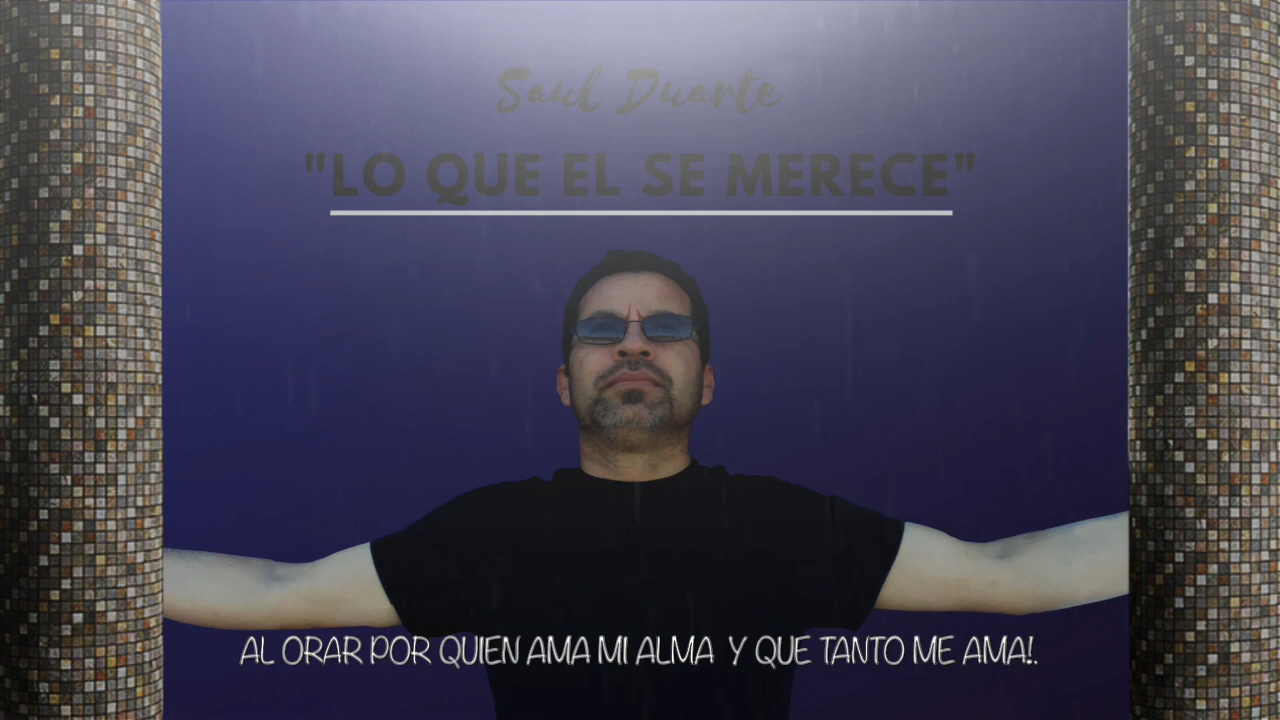 Saul Duarte
"LO QUE EL SE MERECE"
AL ORAR POR QUIEN AMA MI ALMA Y QUE TANTO ME AMA!.